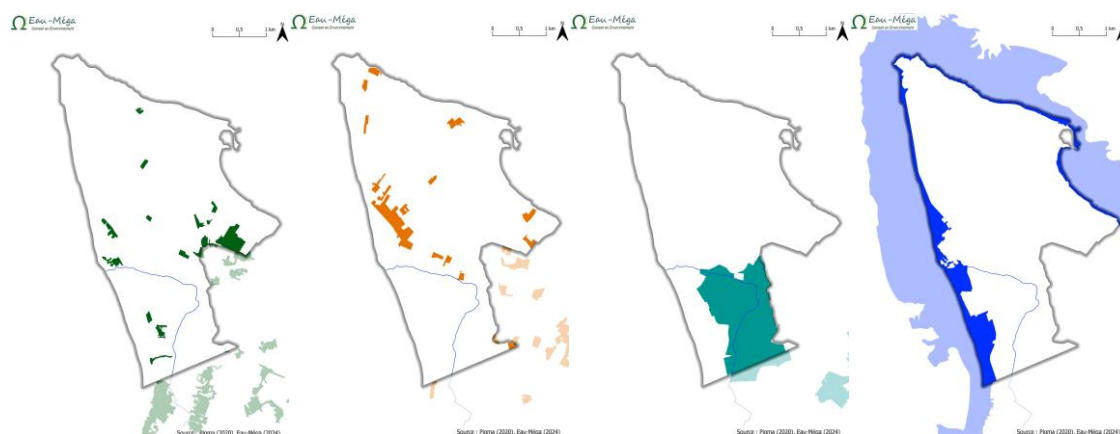 Eau-Méga
Conseil en Environnement
0 0,5 1 km
Eau-Méga
Conseil en Environnement
0 0,5 1 km
Eau-Méga
Conseil en Environnement
0 0,5 1 km
Eau-Méga
Conseil en Environnement
0 0,5 1 km
Source : Pigma (2020), Eau-Méga (2024)
Source : Pigma (2020), Eau-Méga (2024)
Source : Pigma (2020), Eau-Méga (2024)
Source : Pigma (2020), Eau-Méga (2024)